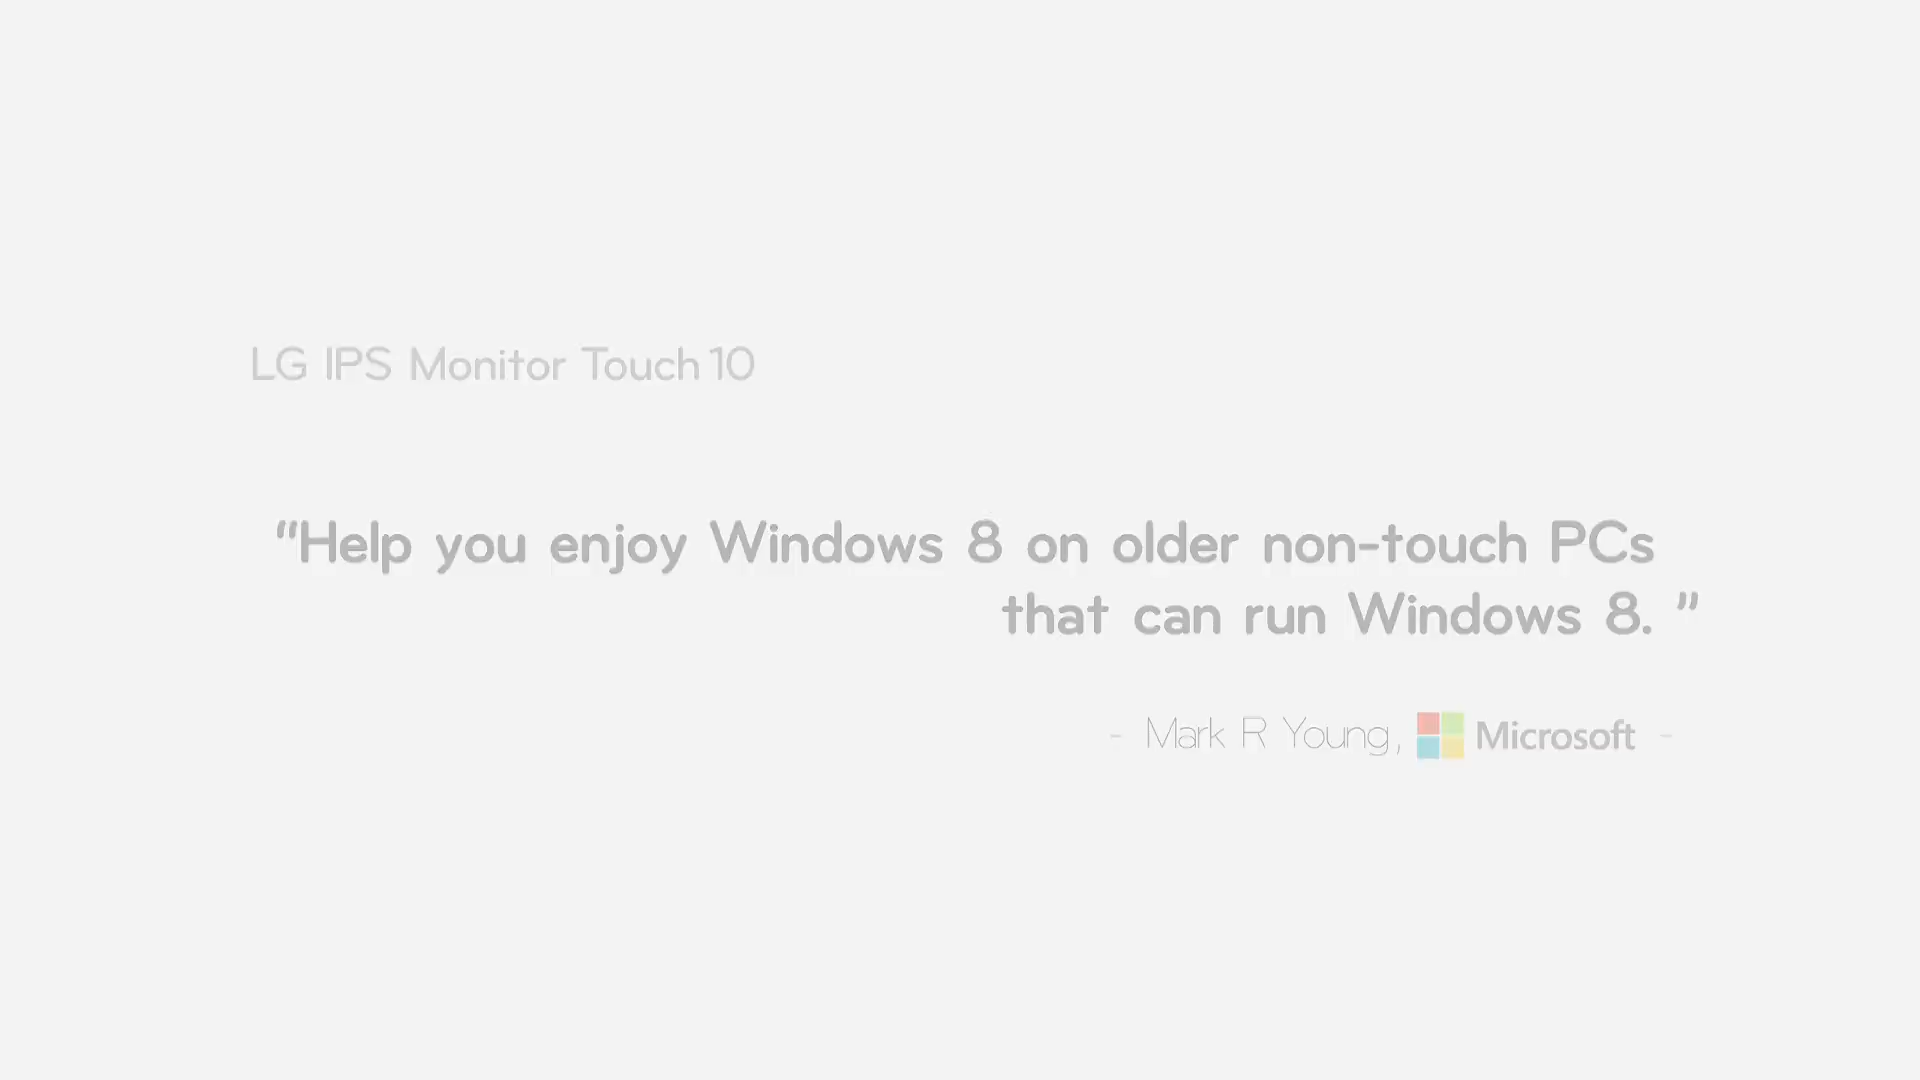 LG IPS Monitor Touch 10
“Help you enjoy Windows 8 on older non-touch PCs
that can run Windows 8. ”
- Mark R Young, Microsoft -